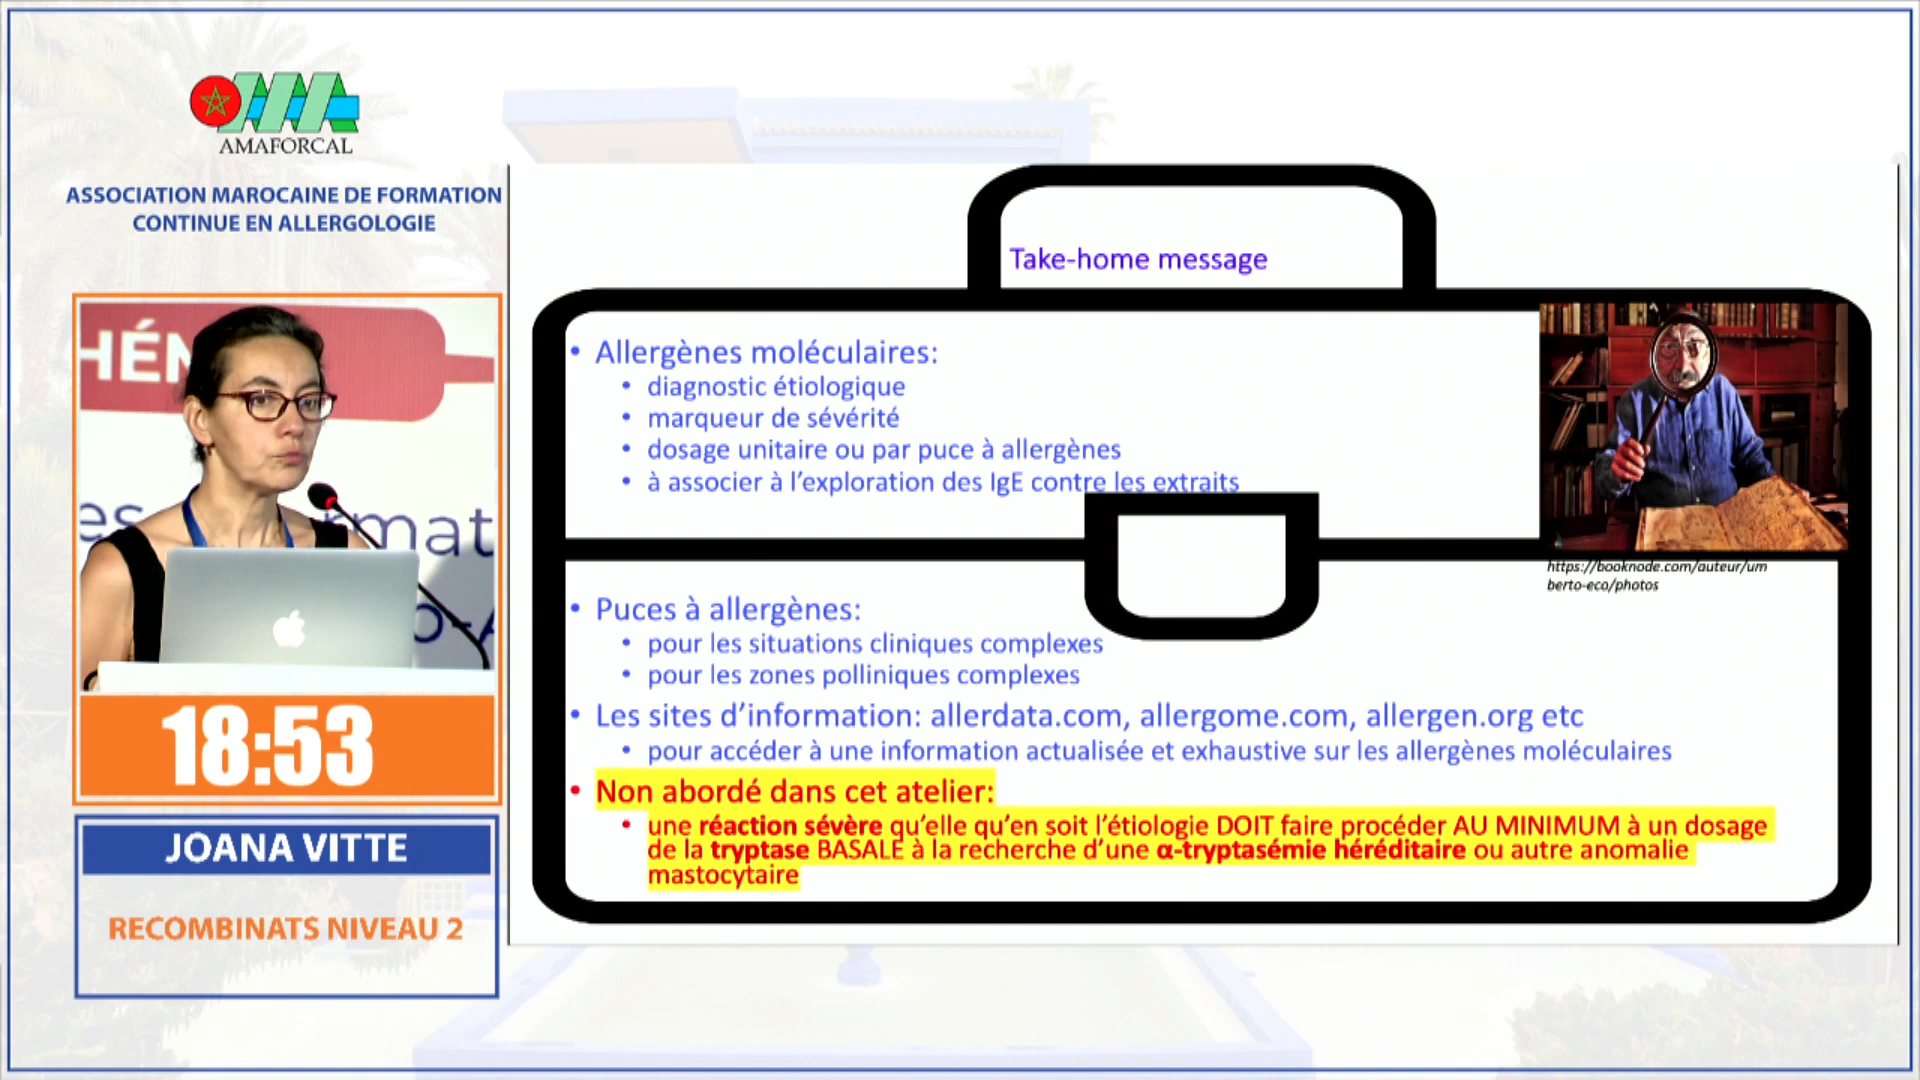 AMAFORCAL
ASSOCIATION MAROCAINE DE FORMATION
CONTINUE EN ALLERGOLOGIE
18:53
JOANA VITTE
RECOMBINATS NIVEAU 2
Take-home message
• Allergènes moléculaires:
• diagnostic étiologique
• marqueur de sévérité
• dosage unitaire ou par puce à allergènes
• à associer à l'exploration des IgE contre les extraits
https://booknode.com/auteur/um
berto-eco/photos
• Puces à allergènes:
• pour les situations cliniques complexes
• pour les zones polliniques complexes
• Les sites d'information: allerdata.com, allergome.com, allergen.org etc
• pour accéder à une information actualisée et exhaustive sur les allergènes moléculaires
• Non abordé dans cet atelier:
• une réaction sévère qu'elle qu'en soit l'étiologie DOIT faire procéder AU MINIMUM à un dosage
de la tryptase BASALE à la recherche d'une α-tryptasémie héréditaire ou autre anomalie
mastocytaire